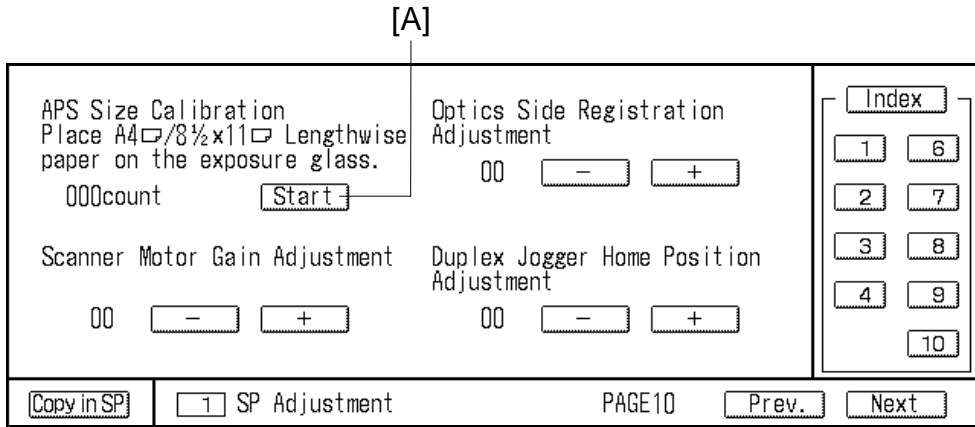 [A]
APS Size Calibration
Place A4/8½x11 Lengthwise
paper on the exposure glass.
000count Start
Optics Side Registration
Adjustment
00 − +
Scanner Motor Gain Adjustment
00 − +
Duplex Jogger Home Position
Adjustment
00 − +
Index
1 6
2 7
3 8
4 9
10
Copy in SP 1 SP Adjustment PAGE10 Prev. Next